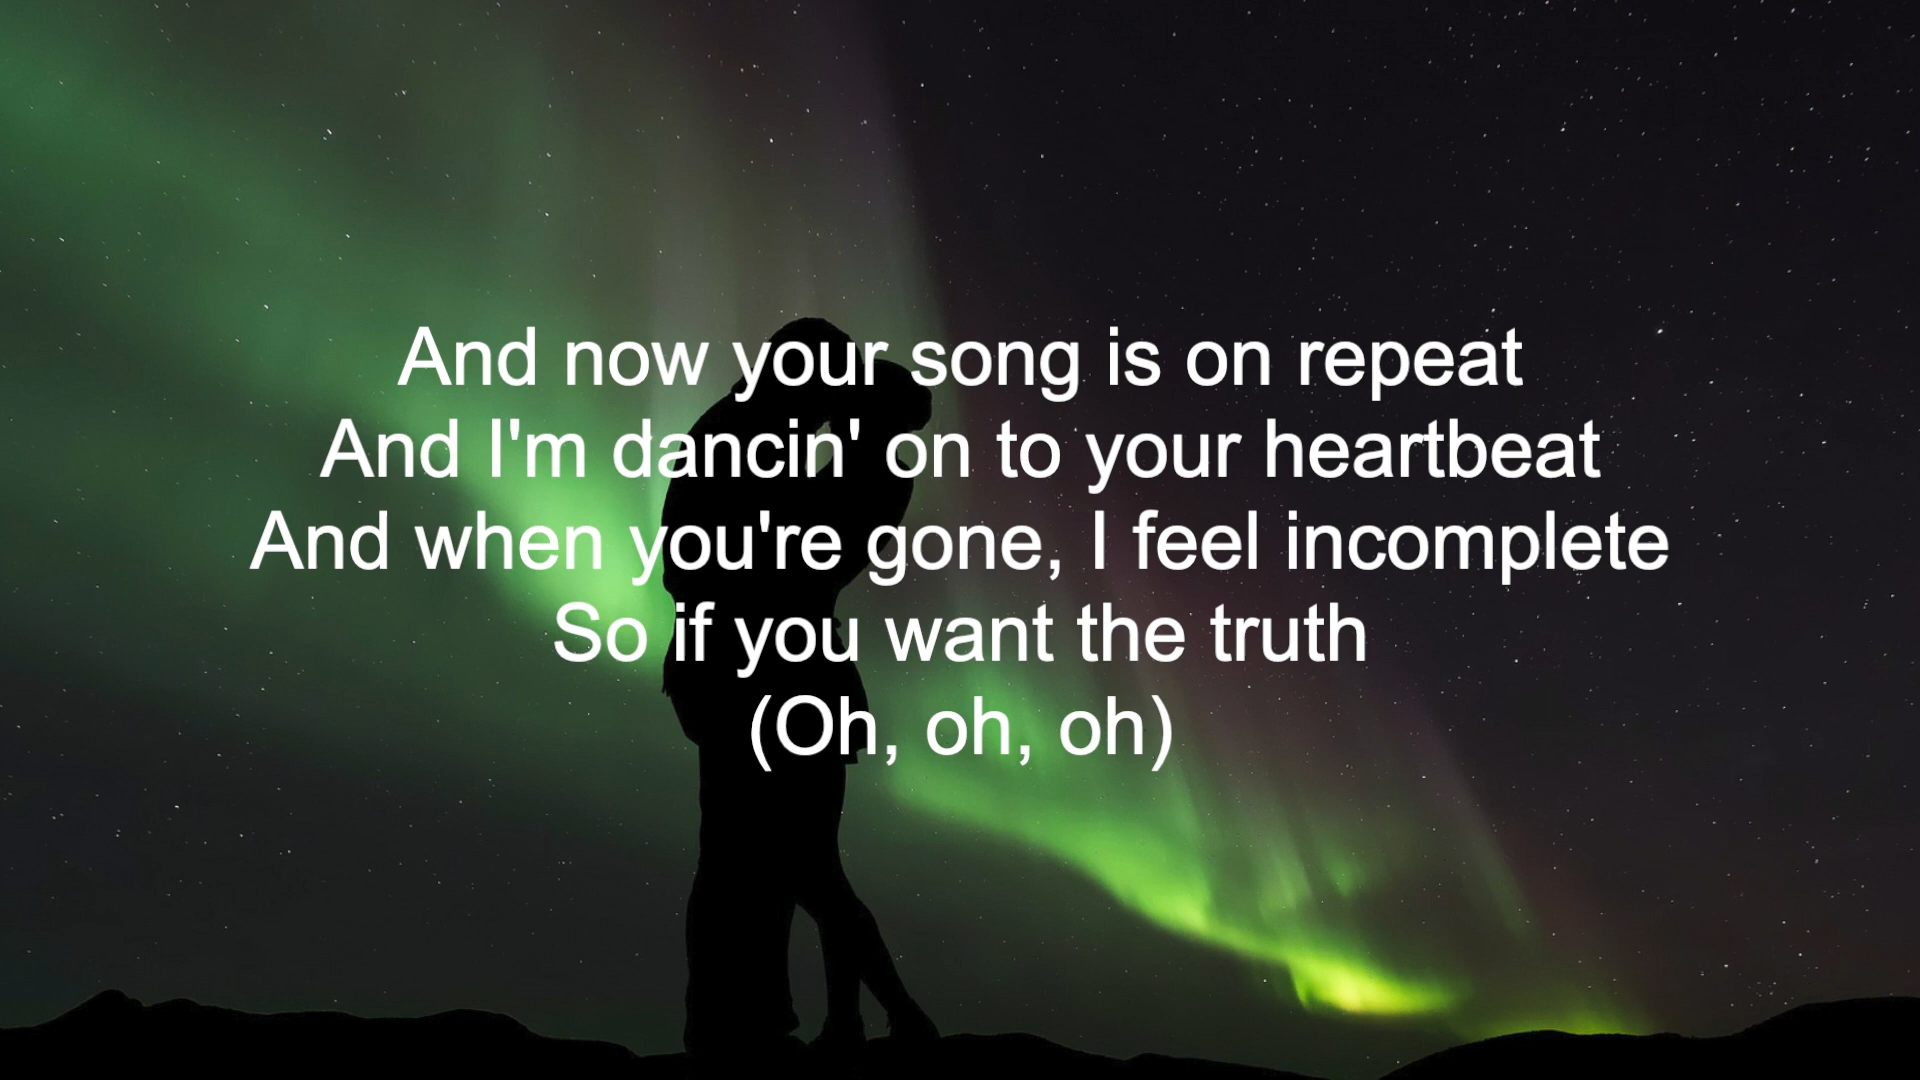 And now your song is on repeat
And I'm dancin' on to your heartbeat
And when you're gone, I feel incomplete
So if you want the truth
(Oh, oh, oh)